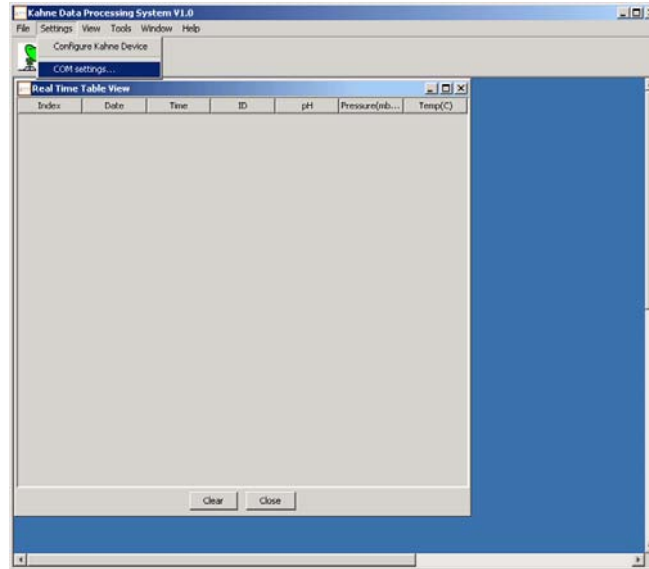 Kahne Data Processing System V1.0
File Settings View Tools Window Help
Configure Kahne Device
COM settings...
Real Time Table View
Index Date Time ID pH Pressure(mb... Temp(C)
Clear Close